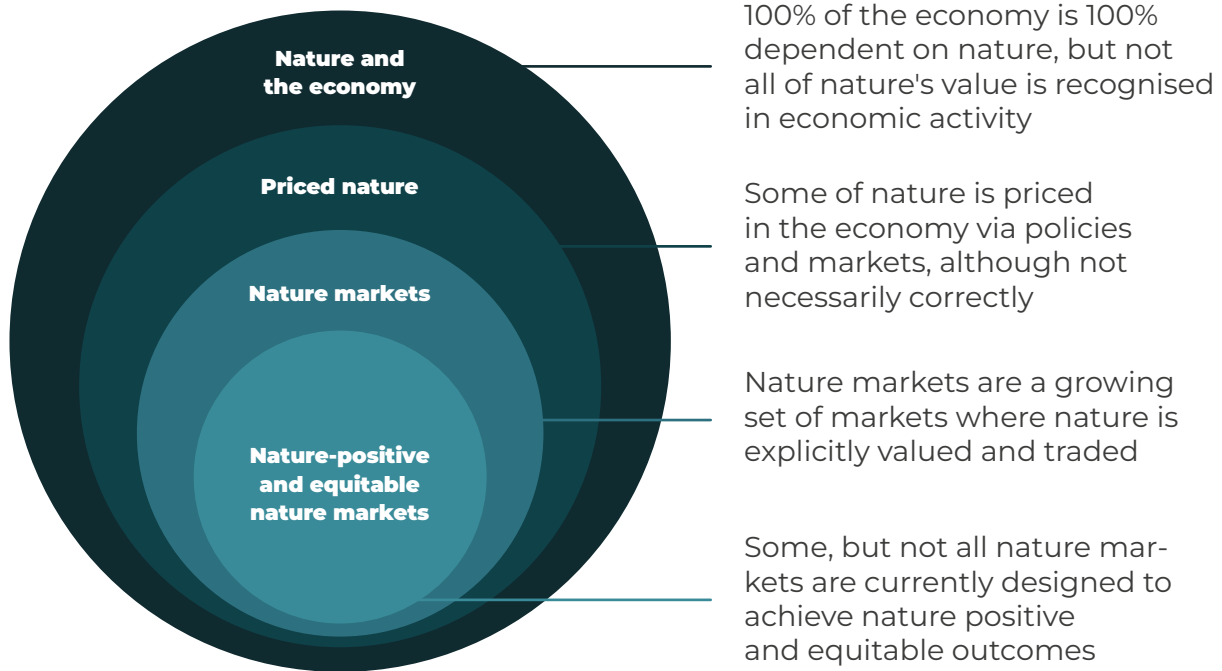 Nature and
the economy
100% of the economy is 100%
dependent on nature, but not
all of nature's value is recognised
in economic activity
Priced nature
Some of nature is priced
in the economy via policies
and markets, although not
necessarily correctly
Nature markets
Nature markets are a growing
set of markets where nature is
explicitly valued and traded
Nature-positive
and equitable
nature markets
Some, but not all nature mar-
kets are currently designed to
achieve nature positive
and equitable outcomes